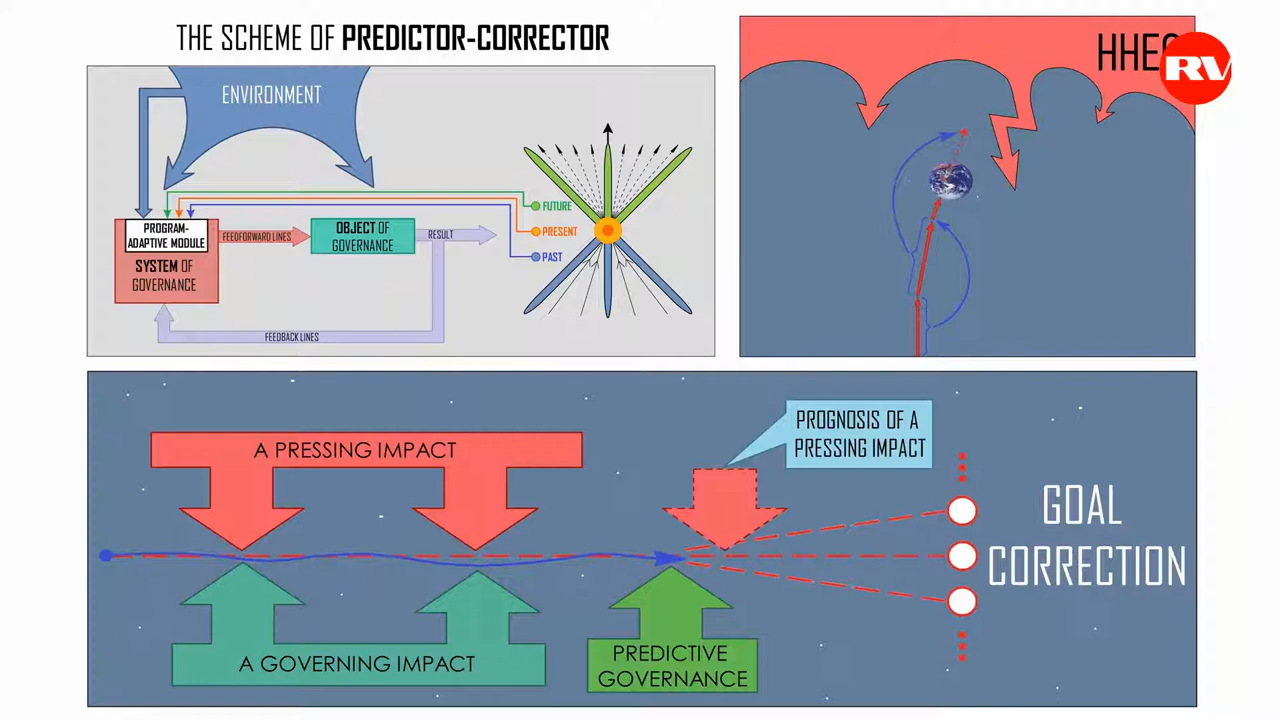 THE SCHEME OF PREDICTOR-CORRECTOR
ENVIRONMENT
PROGRAM-
ADAPTIVE MODULE
SYSTEM OF
GOVERNANCE
FEEDFORWARD LINES
OBJECT OF
GOVERNANCE
RESULT
FEEDBACK LINES
FUTURE
PRESENT
PAST
RV
A PRESSING IMPACT
PROGNOSIS OF A
PRESSING IMPACT
GOAL
CORRECTION
A GOVERNING IMPACT
PREDICTIVE
GOVERNANCE